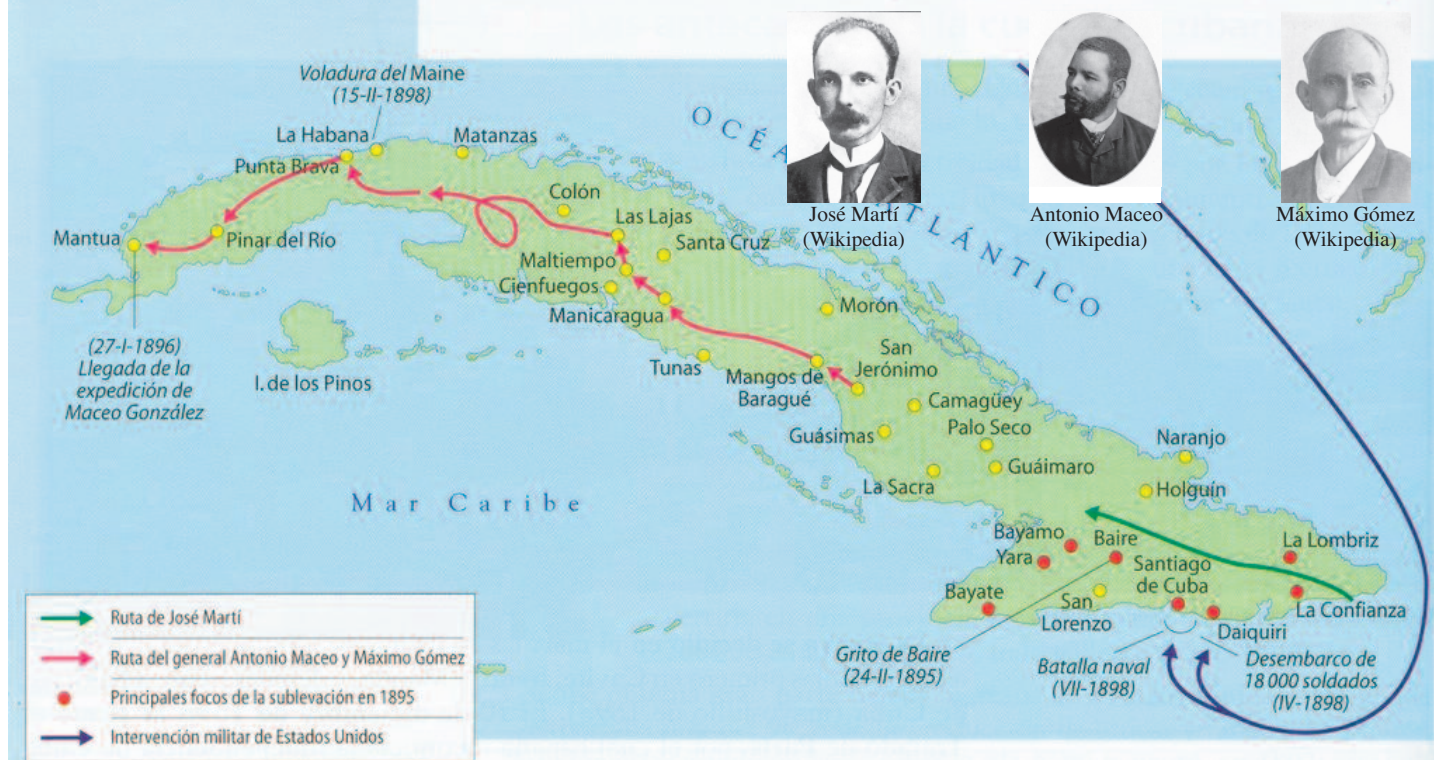 Voladura del Maine
(15-II-1898)
La Habana
Matanzas
Punta Brava
Colón
Las Lajas
Mantua
Pinar del Río
Santa Cruz
Maltiempo
Cienfuegos
Manicaragua
Morón
(27-I-1896)
Llegada de la
expedición de
Maceo González
I. de los Pinos
Tunas
Mangos de
Baragué
San
Jerónimo
Camagüey
Palo Seco
Guásimas
Guáimaro
La Sacra
Naranjo
Holguín
OCÉA
TLÁNTICO
José Martí
(Wikipedia)
Antonio Maceo
(Wikipedia)
Máximo Gómez
(Wikipedia)
Mar Caribe
Bayamo
Yara
Baire
Santiago
de Cuba
La Lombriz
Bayate
San
Lorenzo
La Confianza
Daiquiri
Grito de Baire
(24-II-1895)
Batalla naval
(VII-1898)
Desembarco de
18 000 soldados
(IV-1898)
Ruta de José Martí
Ruta del general Antonio Maceo y Máximo Gómez
Principales focos de la sublevación en 1895
Intervención militar de Estados Unidos